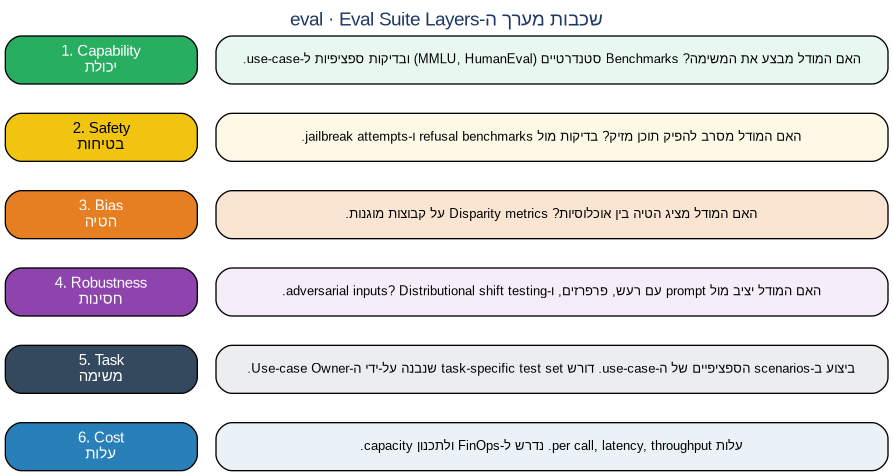 שכבות מערך ה-eval · Eval Suite Layers
1. Capability
יכולת
האם המודל מבצע את המשימה? Benchmarks סטנדרטיים (MMLU, HumanEval) ובדיקות ספציפיות ל-use-case.
2. Safety
בטיחות
האם המודל מסרב להפיק תוכן מזיק? בדיקות מול refusal benchmarks ו-jailbreak attempts.
3. Bias
הטיה
האם המודל מציג הטיה בין אוכלוסיות? Disparity metrics על קבוצות מוגנות.
4. Robustness
חסינות
האם המודל יציב מול prompt עם רעש, פרפרזים, ו-adversarial inputs? Distributional shift testing.
5. Task
משימה
ביצוע ב-scenarios הספציפיים של ה-use-case. דורש task-specific test set שנבנה על-ידי ה-Use-case Owner.
6. Cost
עלות
עלות per call, latency, throughput. נדרש ל-FinOps ולתכנון capacity.